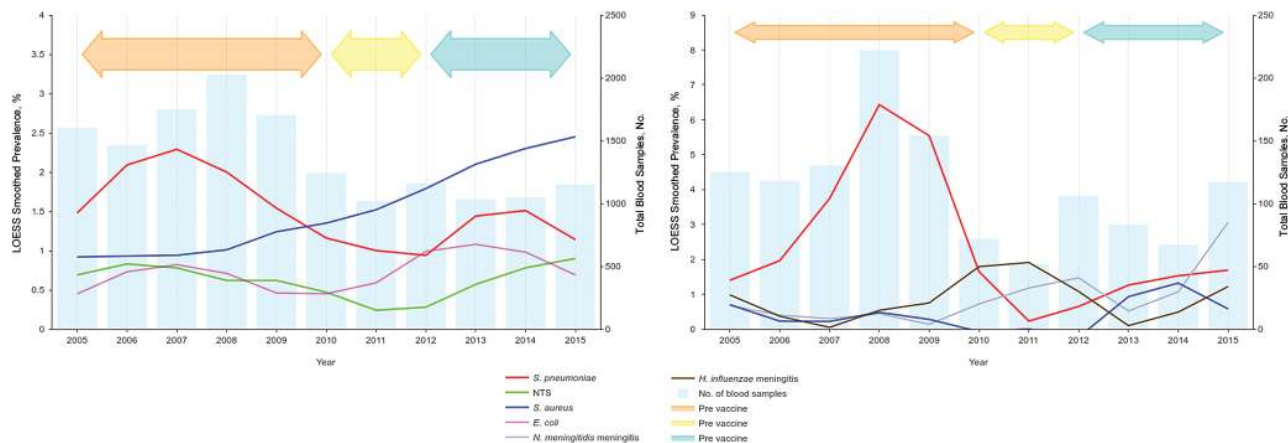 4
3.5
3
2.5
2
1.5
1
0.5
0
LOESS Smoothed Prevalence, %
2500
2000
1500
1000
500
0
Total Blood Samples, No.
2005 2006 2007 2008 2009 2010 2011 2012 2013 2014 2015
Year
9
8
7
6
5
4
3
2
1
0
LOESS Smoothed Prevalence, %
250
200
150
100
50
0
Total Blood Samples, No.
2005 2006 2007 2008 2009 2010 2011 2012 2013 2014 2015
Year
S. pneumoniae
NTS
S. aureus
E. coli
N. meningitidis meningitis
H. influenzae meningitis
No. of blood samples
Pre vaccine
Pre vaccine
Pre vaccine